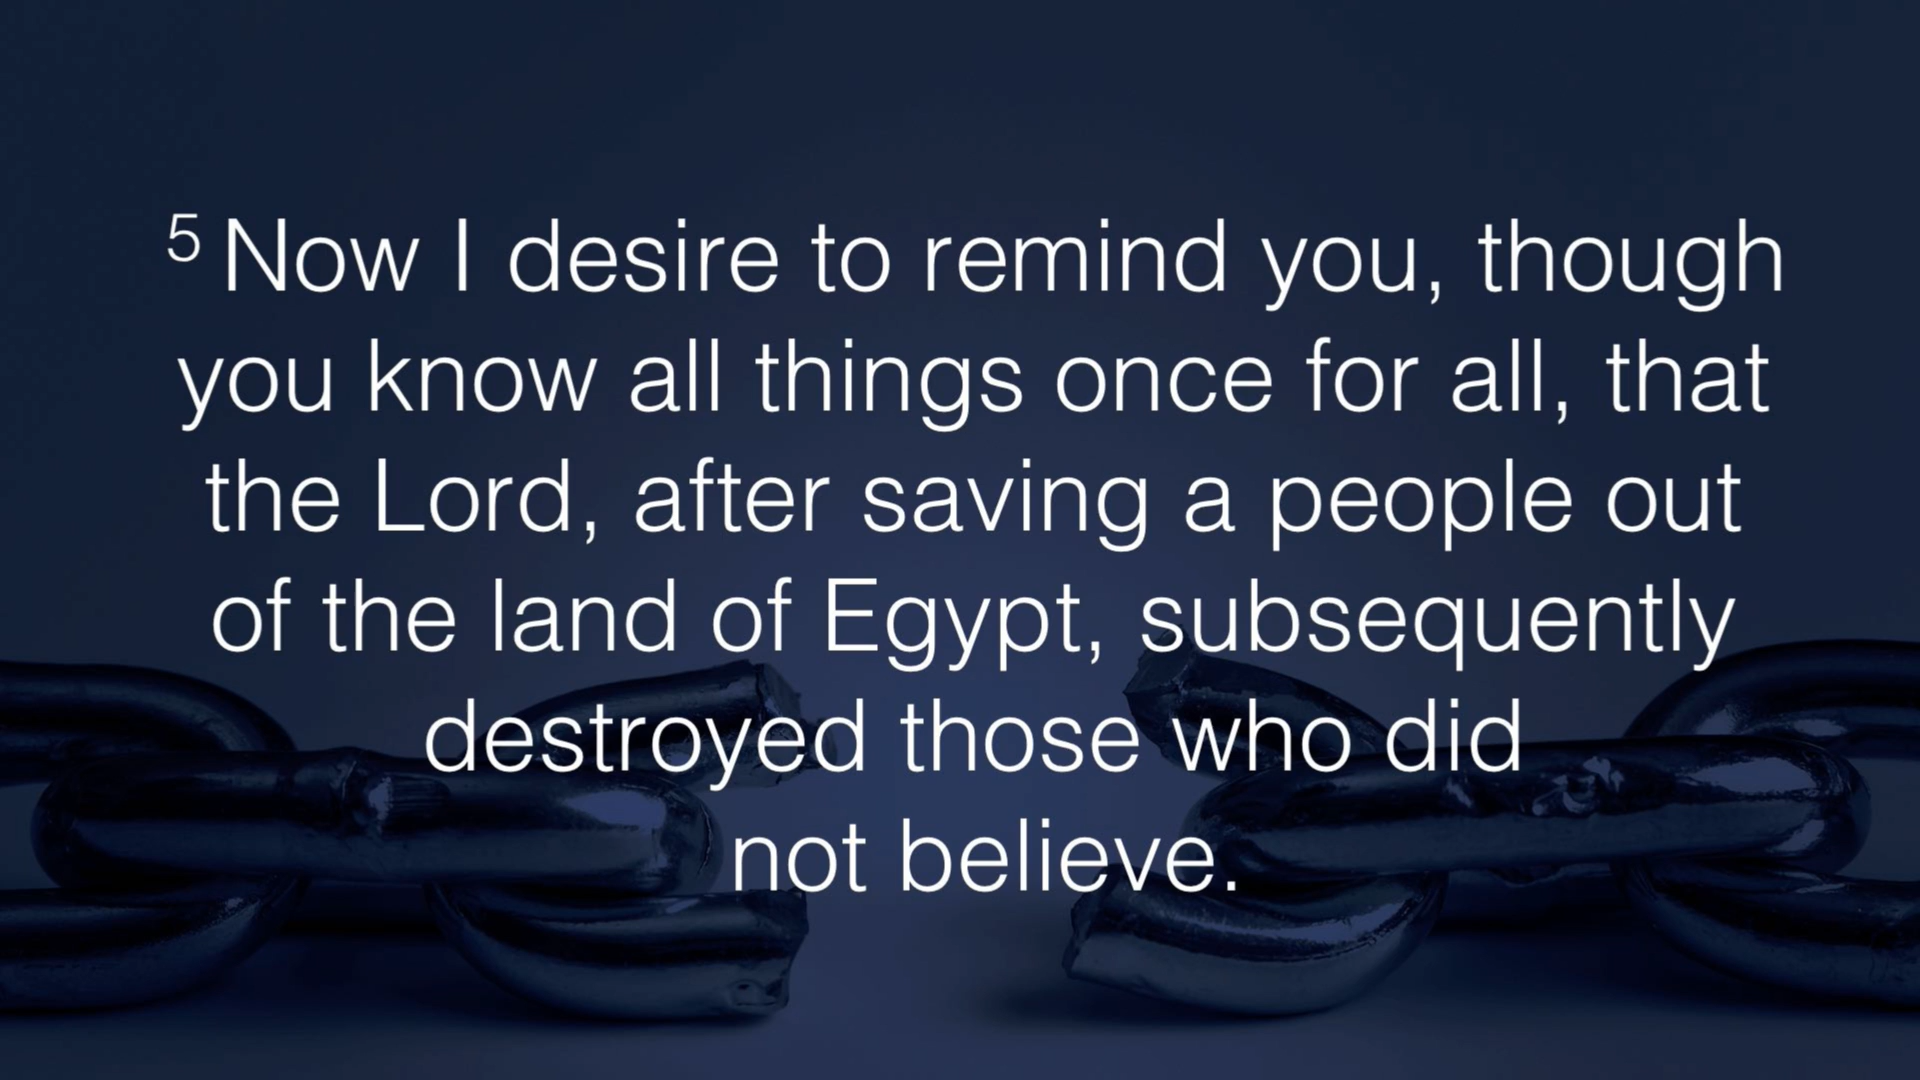 5 Now I desire to remind you, though
you know all things once for all, that
the Lord, after saving a people out
of the land of Egypt, subsequently
destroyed those who did
not believe.